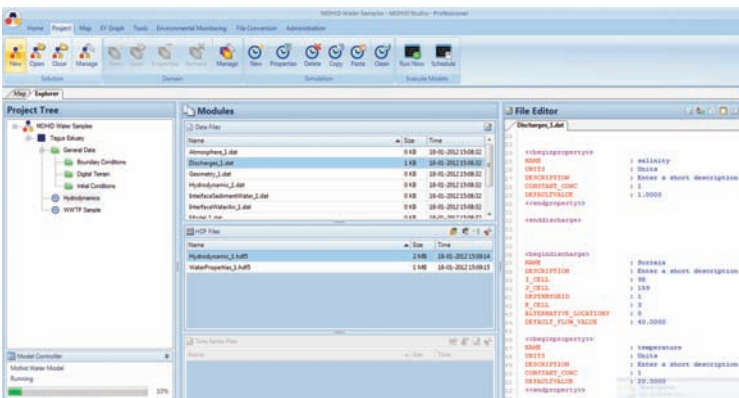 MOHID Water Samples - MOHID Studio - Professional
Home Project Map XY Graph Tools Environmental Monitoring File Conversion Administration
New Open Close Manage Manage New Properties Delete Copy Paste Clean Run Now Schedule
Solution Domain Simulation Execute Models
Map Explorer
Project Tree
MOHID Water Samples
Tagus Estuary
General Data
Boundary Conditions
Digital Terrain
Initial Conditions
Hydrodynamics
WWTP Sample
Model Controller
Mohid Water Model
Running
33%
Modules
Data Files
Name Size Time
Atmosphere_1.dat 0 KB 18-01-2012 15:08:32
Discharges_1.dat 1 KB 18-01-2012 15:08:32
Geometry_1.dat 0 KB 18-01-2012 15:08:32
Hydrodynamic_1.dat 0 KB 18-01-2012 15:08:32
InterfaceSedimentWater_1.dat 0 KB 18-01-2012 15:08:32
InterfaceWaterAir_1.dat 0 KB 18-01-2012 15:08:32
Model_1.dat 0 KB 18-01-2012 15:08:32
HDF Files
Name Size Time
Hydrodynamic_1.hdf5 2 MB 18-01-2012 15:09:14
WaterProperties_1.hdf5 1 MB 18-01-2012 15:09:15
Time Series Files
Name Size Time
File Editor
Discharges_1.dat
<<beginproperty>>
NAME : salinity
UNITS : Units
DESCRIPTION : Enter a short description
CONSTANT_CONC : 1
DEFAULTVALUE : 1.0000
<<endproperty>>
<enddischarge>
<begindischarge>
NAME : Sorraia
DESCRIPTION : Enter a short description
I_CELL
J_CELL : 159
DEFAULT_FLOW_VALUE : 40.0000
ALTERNATIVE_LOCATIONS : 0
<<beginproperty>>
NAME : temperature
UNITS : Units
DESCRIPTION : Enter a short description
CONSTANT_CONC : 1
DEFAULTVALUE : 20.0000
<<endproperty>>